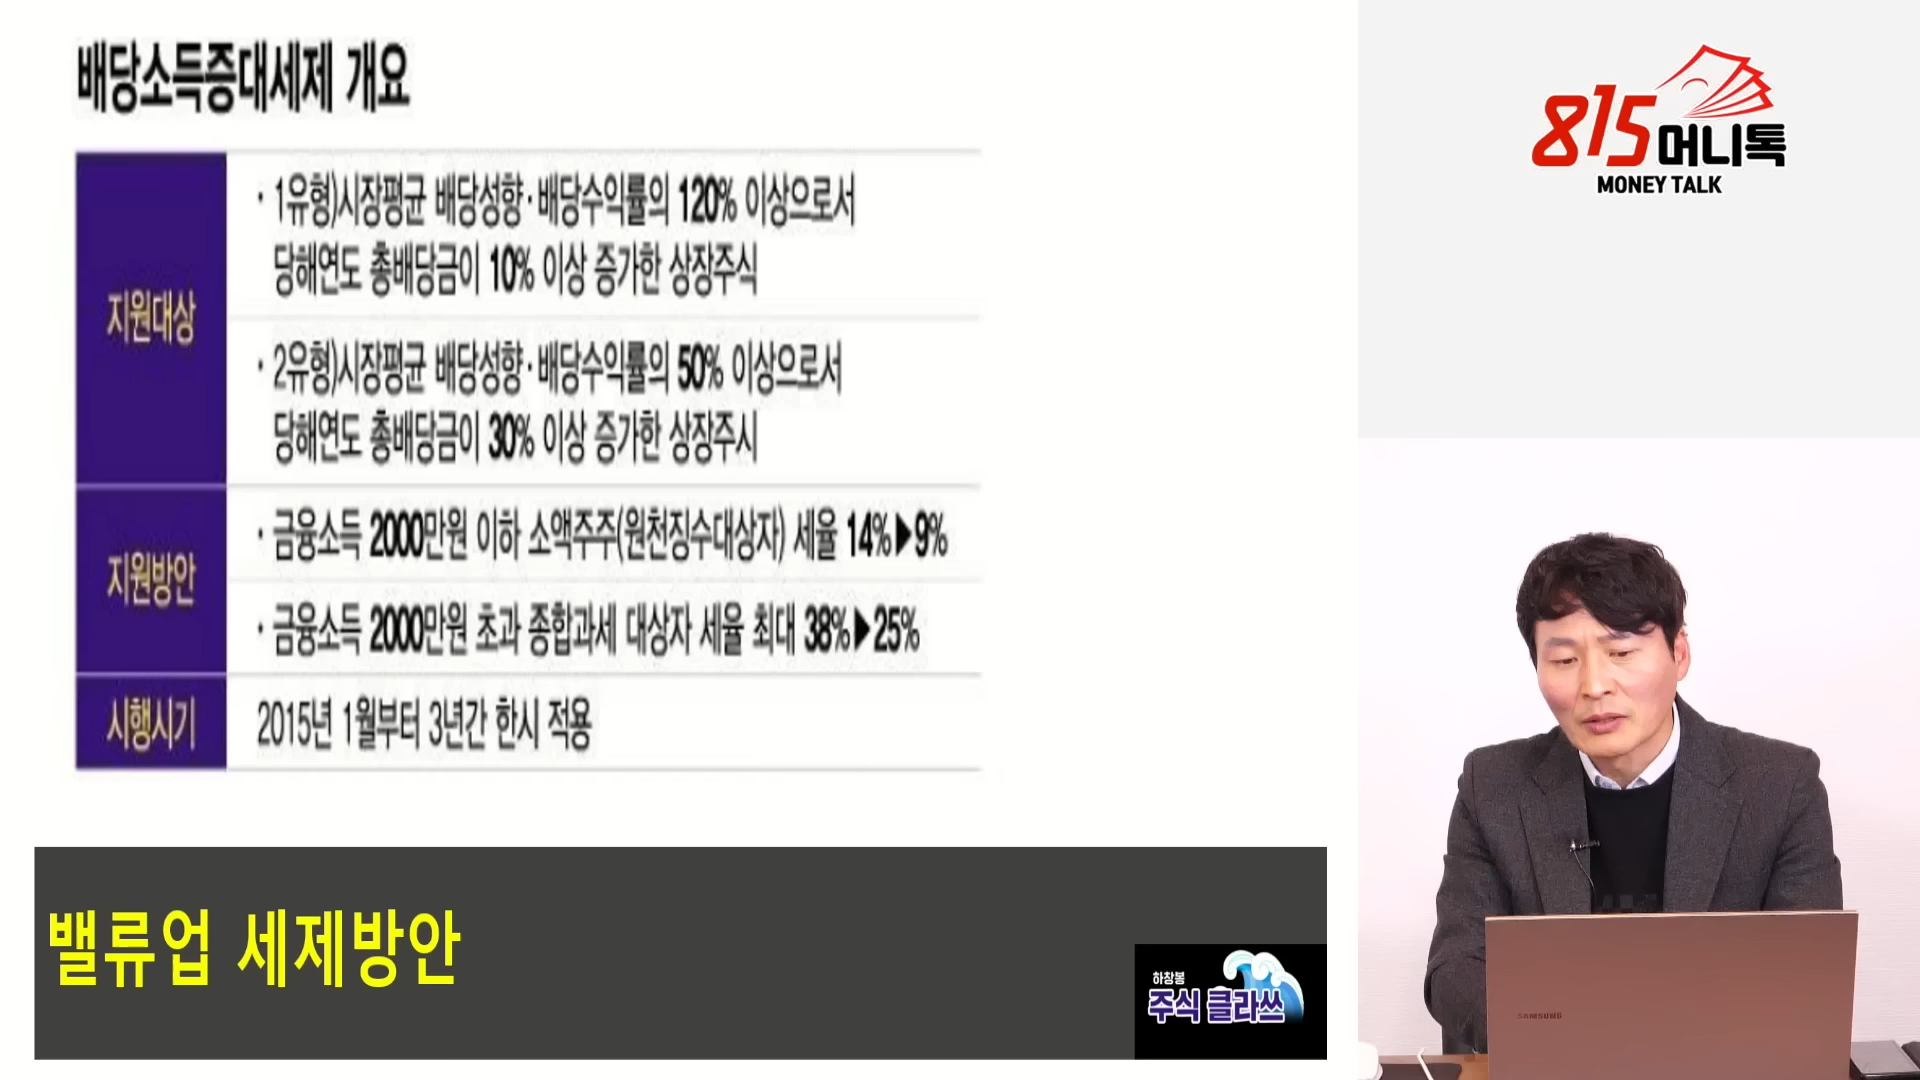 배당소득증대세제 개요
지원대상
· 1유형)시장평균 배당성향·배당수익률의 120% 이상으로서
당해연도 총배당금이 10% 이상 증가한 상장주식
· 2유형)시장평균 배당성향·배당수익률의 50% 이상으로서
당해연도 총배당금이 30% 이상 증가한 상장주시
지원방안
· 금융소득 2000만원 이하 소액주주(원천징수대상자) 세율 14%▶9%
· 금융소득 2000만원 초과 종합과세 대상자 세율 최대 38%▶25%
시행시기
2015년 1월부터 3년간 한시 적용
밸류업 세제방안
하창봉
주식 클라쓰
815머니톡
MONEY TALK
SAMSUNG